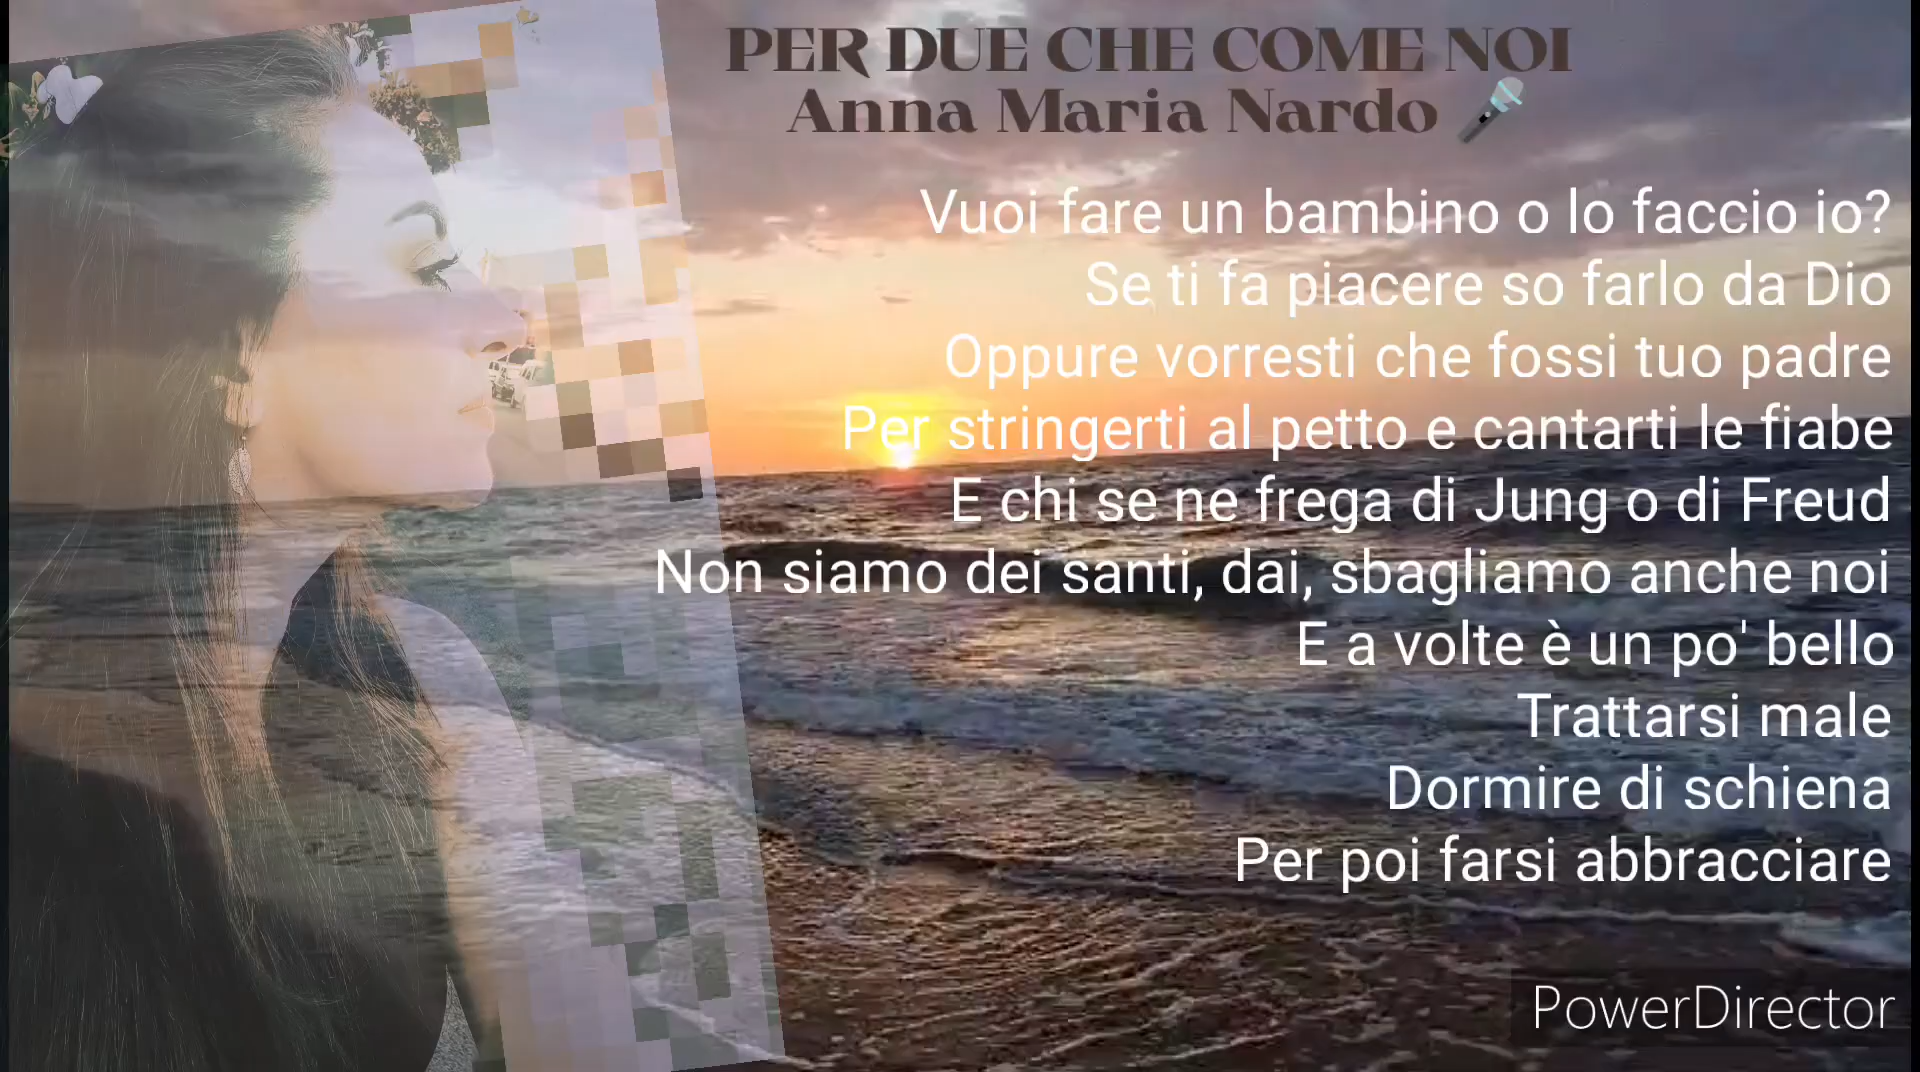 PER DUE CHE COME NOI
Anna Maria Nardo 🎤
Vuoi fare un bambino o lo faccio io?
Se ti fa piacere so farlo da Dio
Oppure vorresti che fossi tuo padre
Per stringerti al petto e cantarti le fiabe
E chi se ne frega di Jung o di Freud
Non siamo dei santi, dai, sbagliamo anche noi
E a volte è un po' bello
Trattarsi male
Dormire di schiena
Per poi farsi abbracciare
PowerDirector